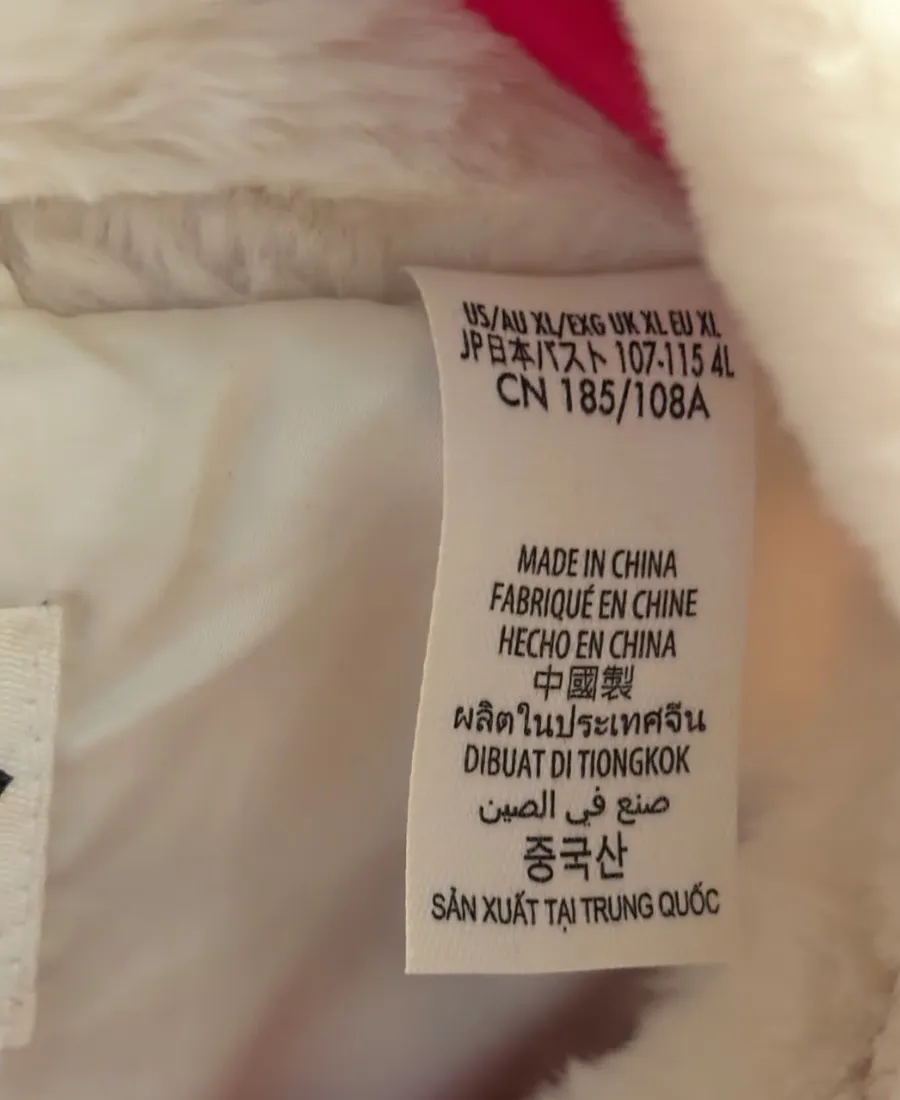 US/AU XL/EXG UK XL EU XL
JP日本バスト 107-115 4L
CN 185/108A
MADE IN CHINA
FABRIQUÉ EN CHINE
HECHO EN CHINA
中國製
ผลิตในประเทศจีน
DIBUAT DI TIONGKOK
صنع في الصين
중국산
SẢN XUẤT TẠI TRUNG QUỐC